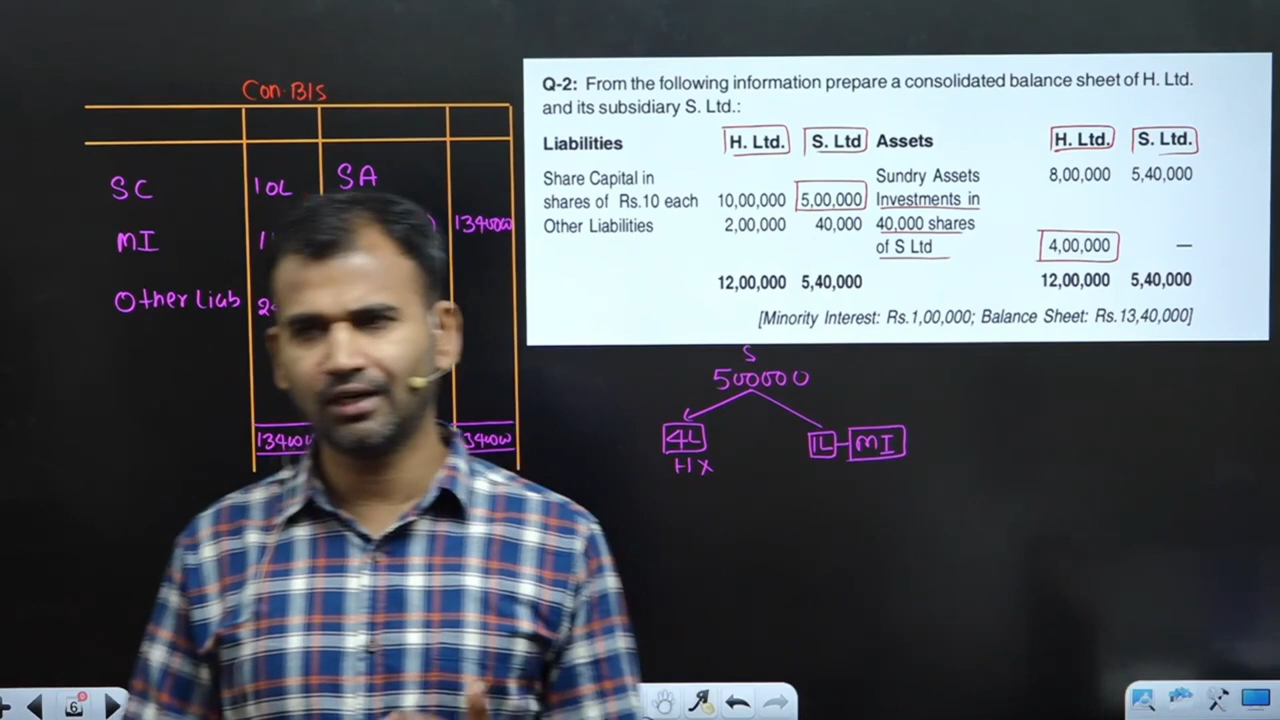 Con·B/s
SC 10L SA
MI 134000
Other Liab
134000 134000
Q-2: From the following information prepare a consolidated balance sheet of H. Ltd.
and its subsidiary S. Ltd.:
Liabilities H. Ltd. S. Ltd Assets H. Ltd. S. Ltd.
Share Capital in Sundry Assets 8,00,000 5,40,000
shares of Rs.10 each 10,00,000 5,00,000 Investments in
Other Liabilities 2,00,000 40,000 40,000 shares
of S Ltd 4,00,000 —
12,00,000 5,40,000 12,00,000 5,40,000
[Minority Interest: Rs.1,00,000; Balance Sheet: Rs.13,40,000]
S
500000
4L 1L MI
H X
6